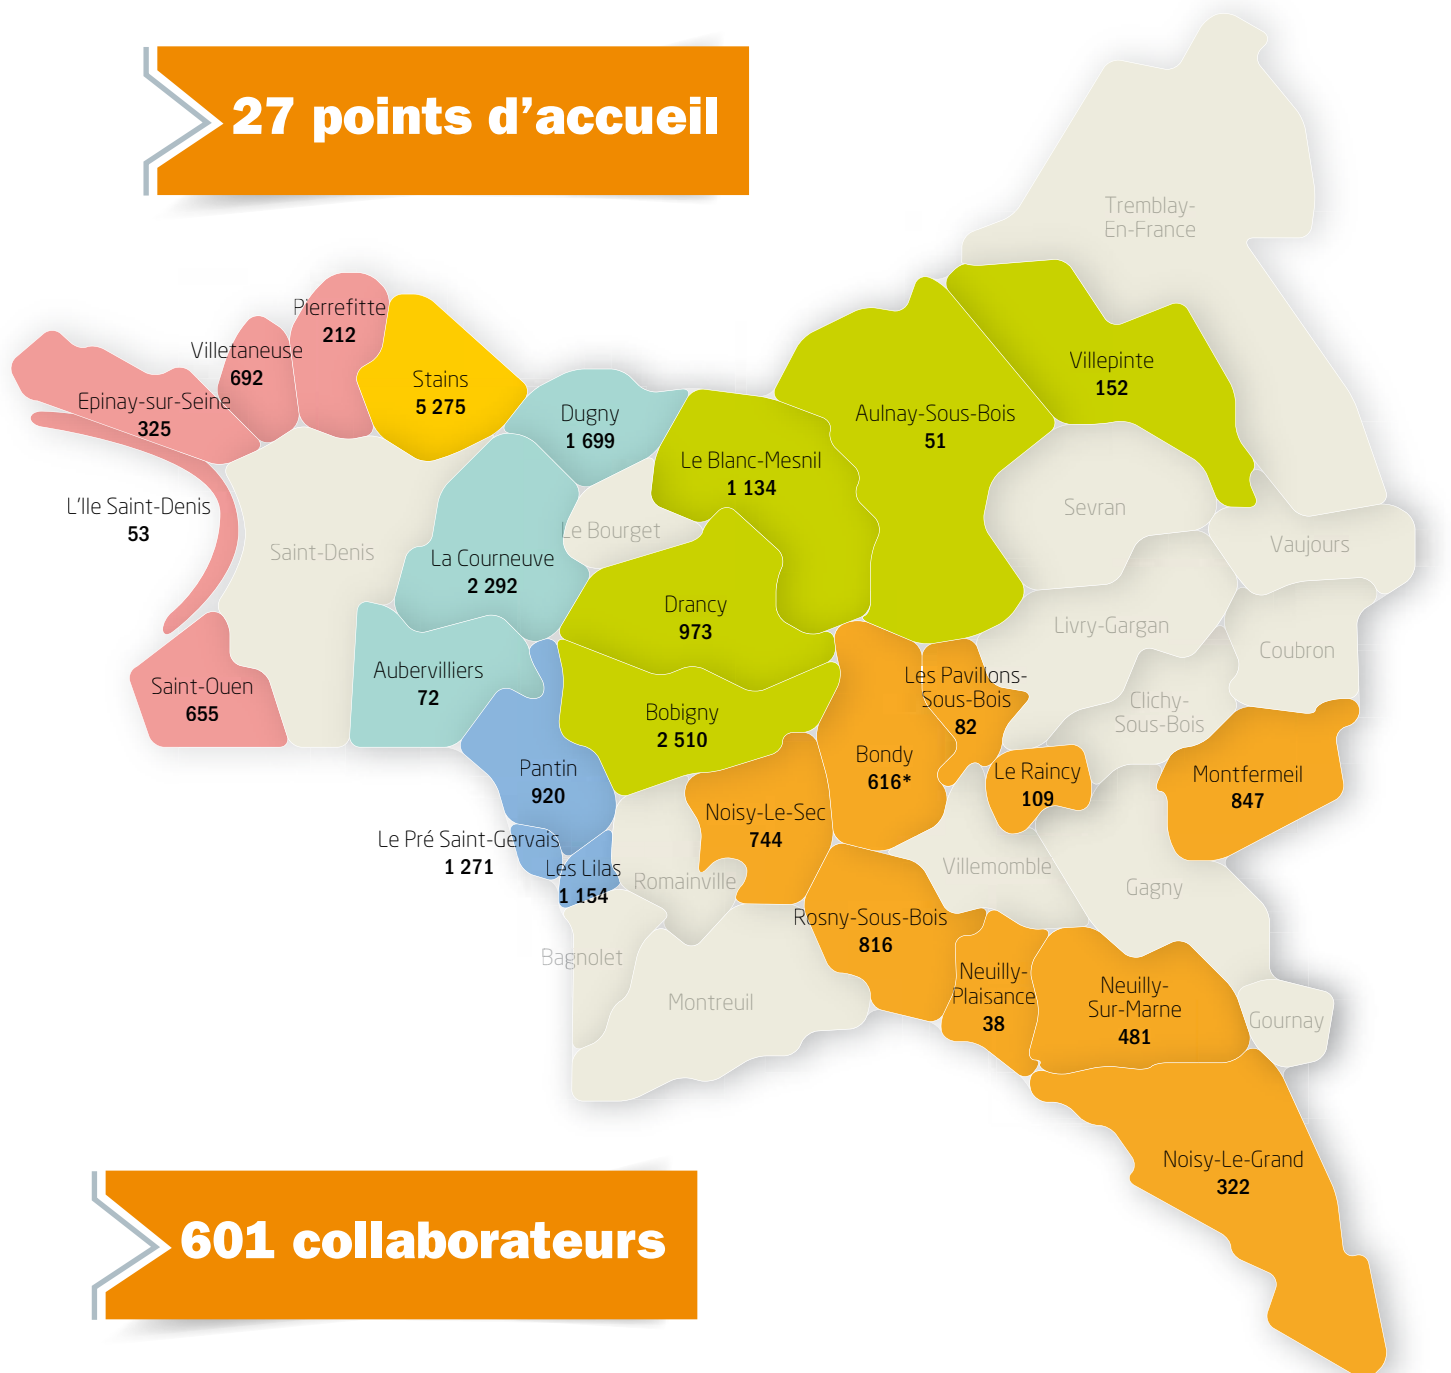 27 points d'accueil
Tremblay-
En-France
Pierrefitte
212
Villetaneuse
692
Stains
5 275
Epinay-sur-Seine
325
Villepinte
152
Dugny
1 699
Aulnay-Sous-Bois
51
Le Blanc-Mesnil
1 134
L'Ile Saint-Denis
53
Sevran
Le Bourget
Saint-Denis
Vaujours
La Courneuve
2 292
Drancy
973
Livry-Gargan
Coubron
Aubervilliers
72
Saint-Ouen
655
Les Pavillons-
Sous-Bois
82
Clichy-
Sous-Bois
Bobigny
2 510
Bondy
616*
Pantin
920
Le Raincy
109
Montfermeil
847
Noisy-Le-Sec
744
Le Pré Saint-Gervais
1 271
Les Lilas
1 154
Romainville
Villemomble
Gagny
Rosny-Sous-Bois
816
Bagnolet
Neuilly-
Plaisance
38
Neuilly-
Sur-Marne
481
Montreuil
Gournay
Noisy-Le-Grand
322
601 collaborateurs